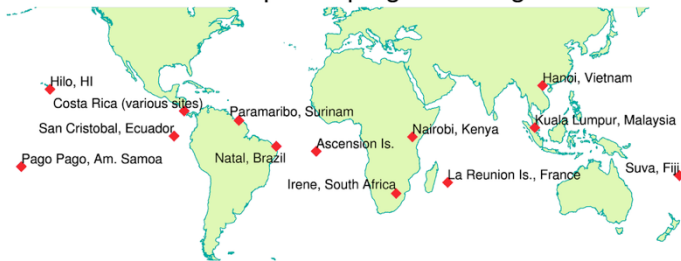 Hilo, HI
Hanoi, Vietnam
Costa Rica (various sites)
Paramaribo, Surinam
Kuala Lumpur, Malaysia
San Cristobal, Ecuador
Nairobi, Kenya
Ascension Is.
Natal, Brazil
Pago Pago, Am. Samoa
Suva, Fiji
La Reunion Is., France
Irene, South Africa